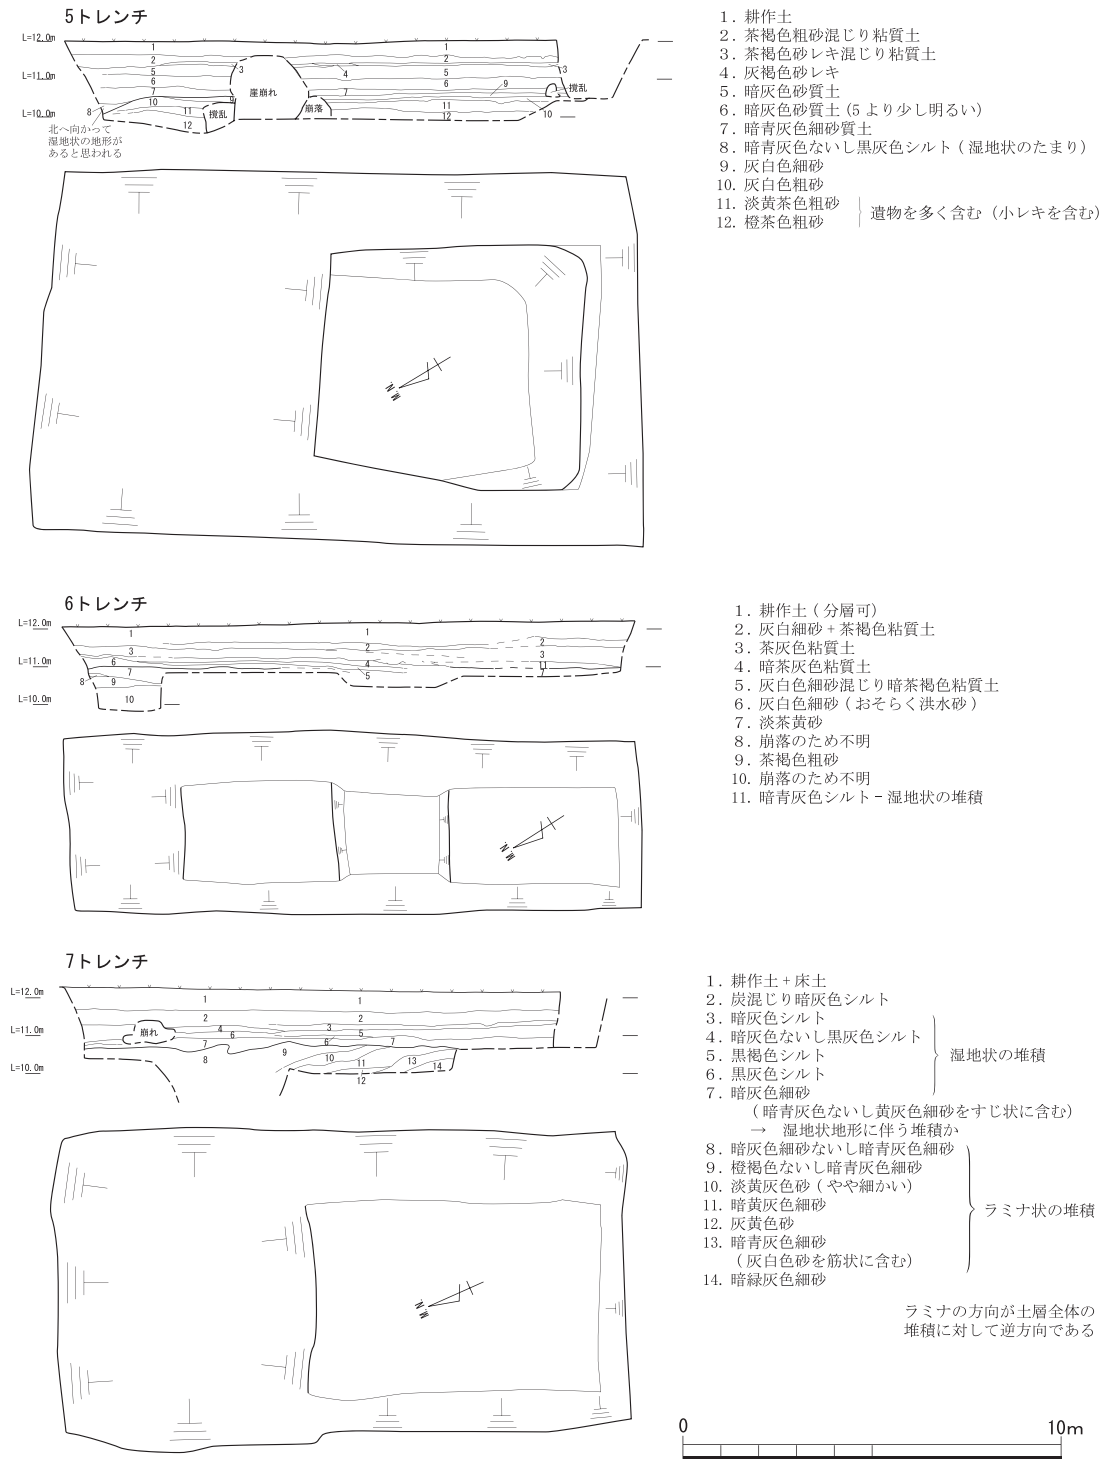 5トレンチ
L=12.0m
L=11.0m
L=10.0m
1
2
3
5
6
7
8
9
10
11
12
崖崩れ
撹乱
崩落
1
2
3
4
5
6
7
9
10
11
12
撹乱
北へ向かって
湿地状の地形が
あると思われる
N.
M.
1. 耕作土
2. 茶褐色粗砂混じり粘質土
3. 茶褐色砂レキ混じり粘質土
4. 灰褐色砂レキ
5. 暗灰色砂質土
6. 暗灰色砂質土 (5 より少し明るい)
7. 暗青灰色細砂質土
8. 暗青灰色ないし黒灰色シルト ( 湿地状のたまり)
9. 灰白色細砂
10. 灰白色粗砂
11. 淡黄茶色粗砂
12. 橙茶色粗砂
遺物を多く含む (小レキを含む)
6トレンチ
L=12.0m
L=11.0m
L=10.0m
1
3
6
7
8
9
10
1
2
4
5
2
3
7
N.
M.
1. 耕作土 ( 分層可)
2. 灰白細砂 + 茶褐色粘質土
3. 茶灰色粘質土
4. 暗茶灰色粘質土
5. 灰白色細砂混じり暗茶褐色粘質土
6. 灰白色細砂 ( おそらく洪水砂 )
7. 淡茶黄砂
8. 崩落のため不明
9. 茶褐色粗砂
10. 崩落のため不明
11. 暗青灰色シルト－湿地状の堆積
7トレンチ
L=12.0m
L=11.0m
L=10.0m
崩れ
1
2
4
6
7
8
9
1
2
3
5
6
7
10
11
12
13
14
N.
M.
1. 耕作土 + 床土
2. 炭混じり暗灰色シルト
3. 暗灰色シルト
4. 暗灰色ないし黒灰色シルト
5. 黒褐色シルト
6. 黒灰色シルト
湿地状の堆積
7. 暗灰色細砂
( 暗青灰色ないし黄灰色細砂をすじ状に含む)
→ 湿地状地形に伴う堆積か
8. 暗灰色細砂ないし暗青灰色細砂
9. 橙褐色ないし暗青灰色細砂
10. 淡黄灰色砂 ( やや細かい)
11. 暗黄灰色細砂
12. 灰黄色砂
13. 暗青灰色細砂
( 灰白色砂を筋状に含む)
14. 暗緑灰色細砂
ラミナ状の堆積
ラミナの方向が土層全体の
堆積に対して逆方向である
0
10m